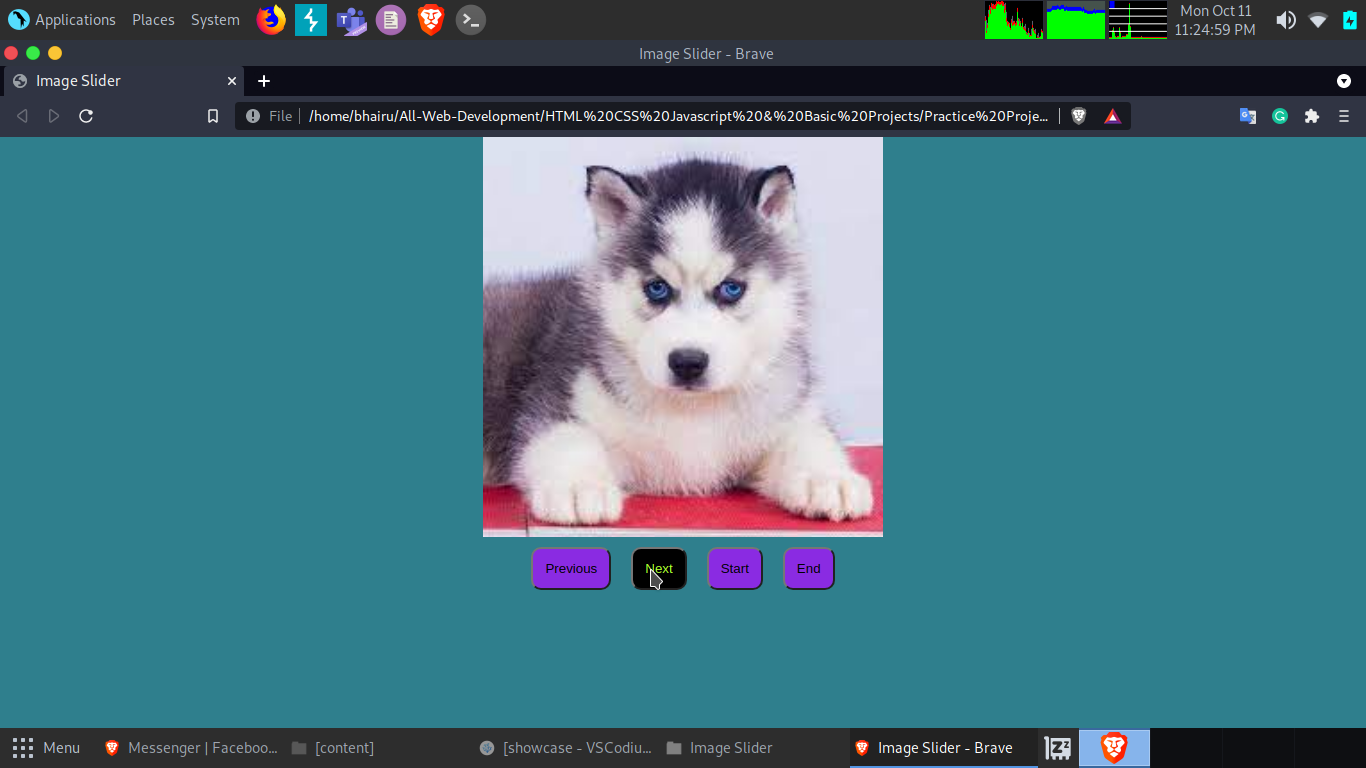 Applications Places System
Mon Oct 11
11:24:59 PM
Image Slider - Brave
Image Slider
File /home/bhairu/All-Web-Development/HTML%20CSS%20Javascript%20&%20Basic%20Projects/Practice%20Proje...
Previous Next Start End
Menu Messenger | Faceboo... [content] [showcase - VSCodiu... Image Slider Image Slider - Brave